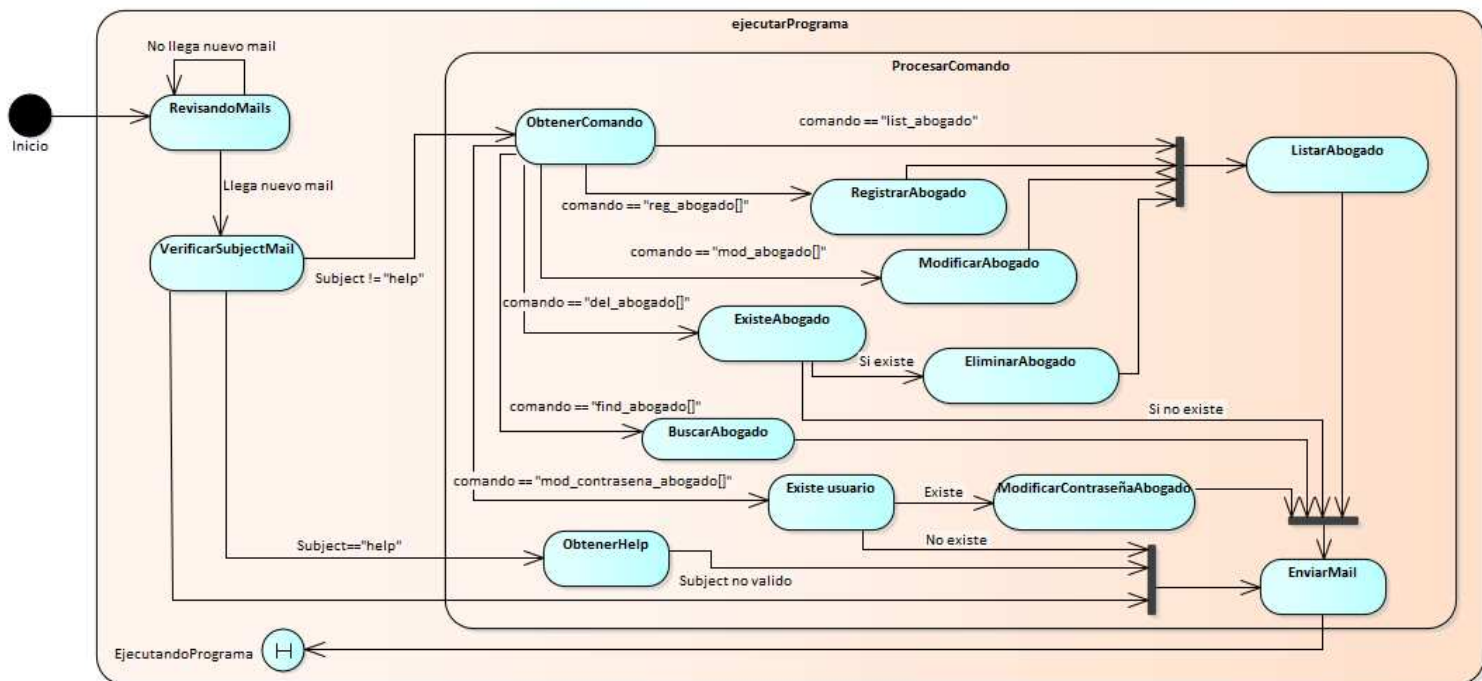 ejecutarPrograma
No llega nuevo mail
ProcesarComando
RevisandoMails
ObtenerComando
comando == "list_abogado"
Inicio
ListarAbogado
Llega nuevo mail
RegistrarAbogado
comando == "reg_abogado[]"
VerificarSubjectMail
comando == "mod_abogado[]"
ModificarAbogado
Subject != "help"
comando == "del_abogado[]"
ExisteAbogado
Si existe
EliminarAbogado
comando == "find_abogado[]"
Si no existe
BuscarAbogado
comando == "mod_contrasena_abogado[]"
Existe usuario
Existe
ModificarContraseñaAbogado
No existe
Subject=="help"
ObtenerHelp
Subject no valido
EnviarMail
EjecutandoPrograma
H